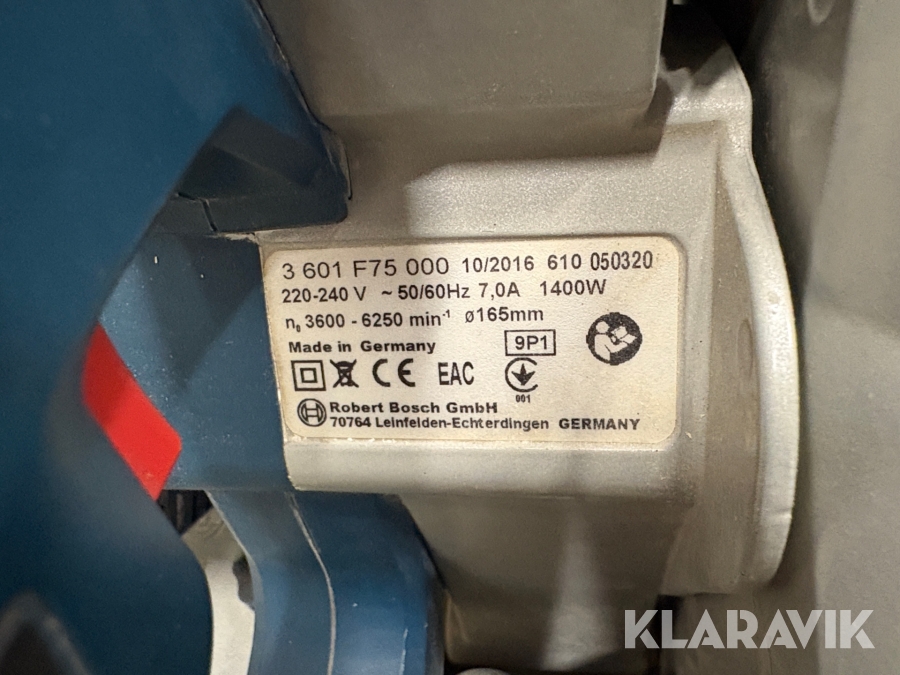 3 601 F75 000 10/2016 610 050320
220-240 V ~ 50/60Hz 7,0A 1400W
n₀ 3600 - 6250 min⁻¹ ø165mm
Made in Germany 9P1
CE EAC 001
Robert Bosch GmbH
70764 Leinfelden-Echterdingen GERMANY
KLARAVIK